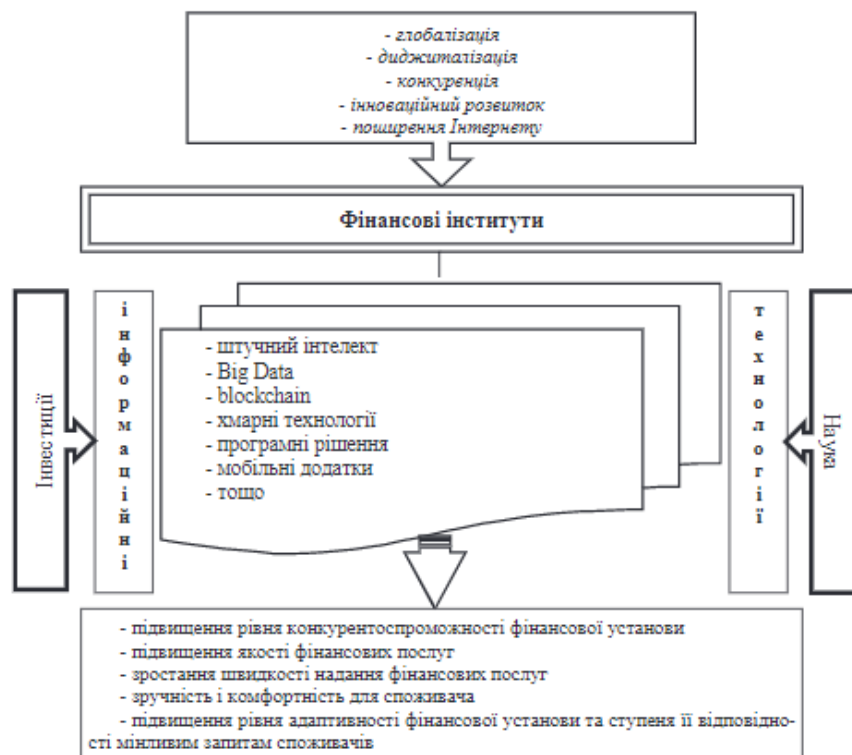 - глобалізація
- диджиталізація
- конкуренція
- інноваційний розвиток
- поширення Інтернету
Фінансові інститути
Інвестиції
інформаційні
- штучний інтелект
- Big Data
- blockchain
- хмарні технології
- програмні рішення
- мобільні додатки
- тощо
технології
Наука
- підвищення рівня конкурентоспроможності фінансової установи
- підвищення якості фінансових послуг
- зростання швидкості надання фінансових послуг
- зручність і комфортність для споживача
- підвищення рівня адаптивності фінансової установи та ступеня її відповідно-
сті мінливим запитам споживачів